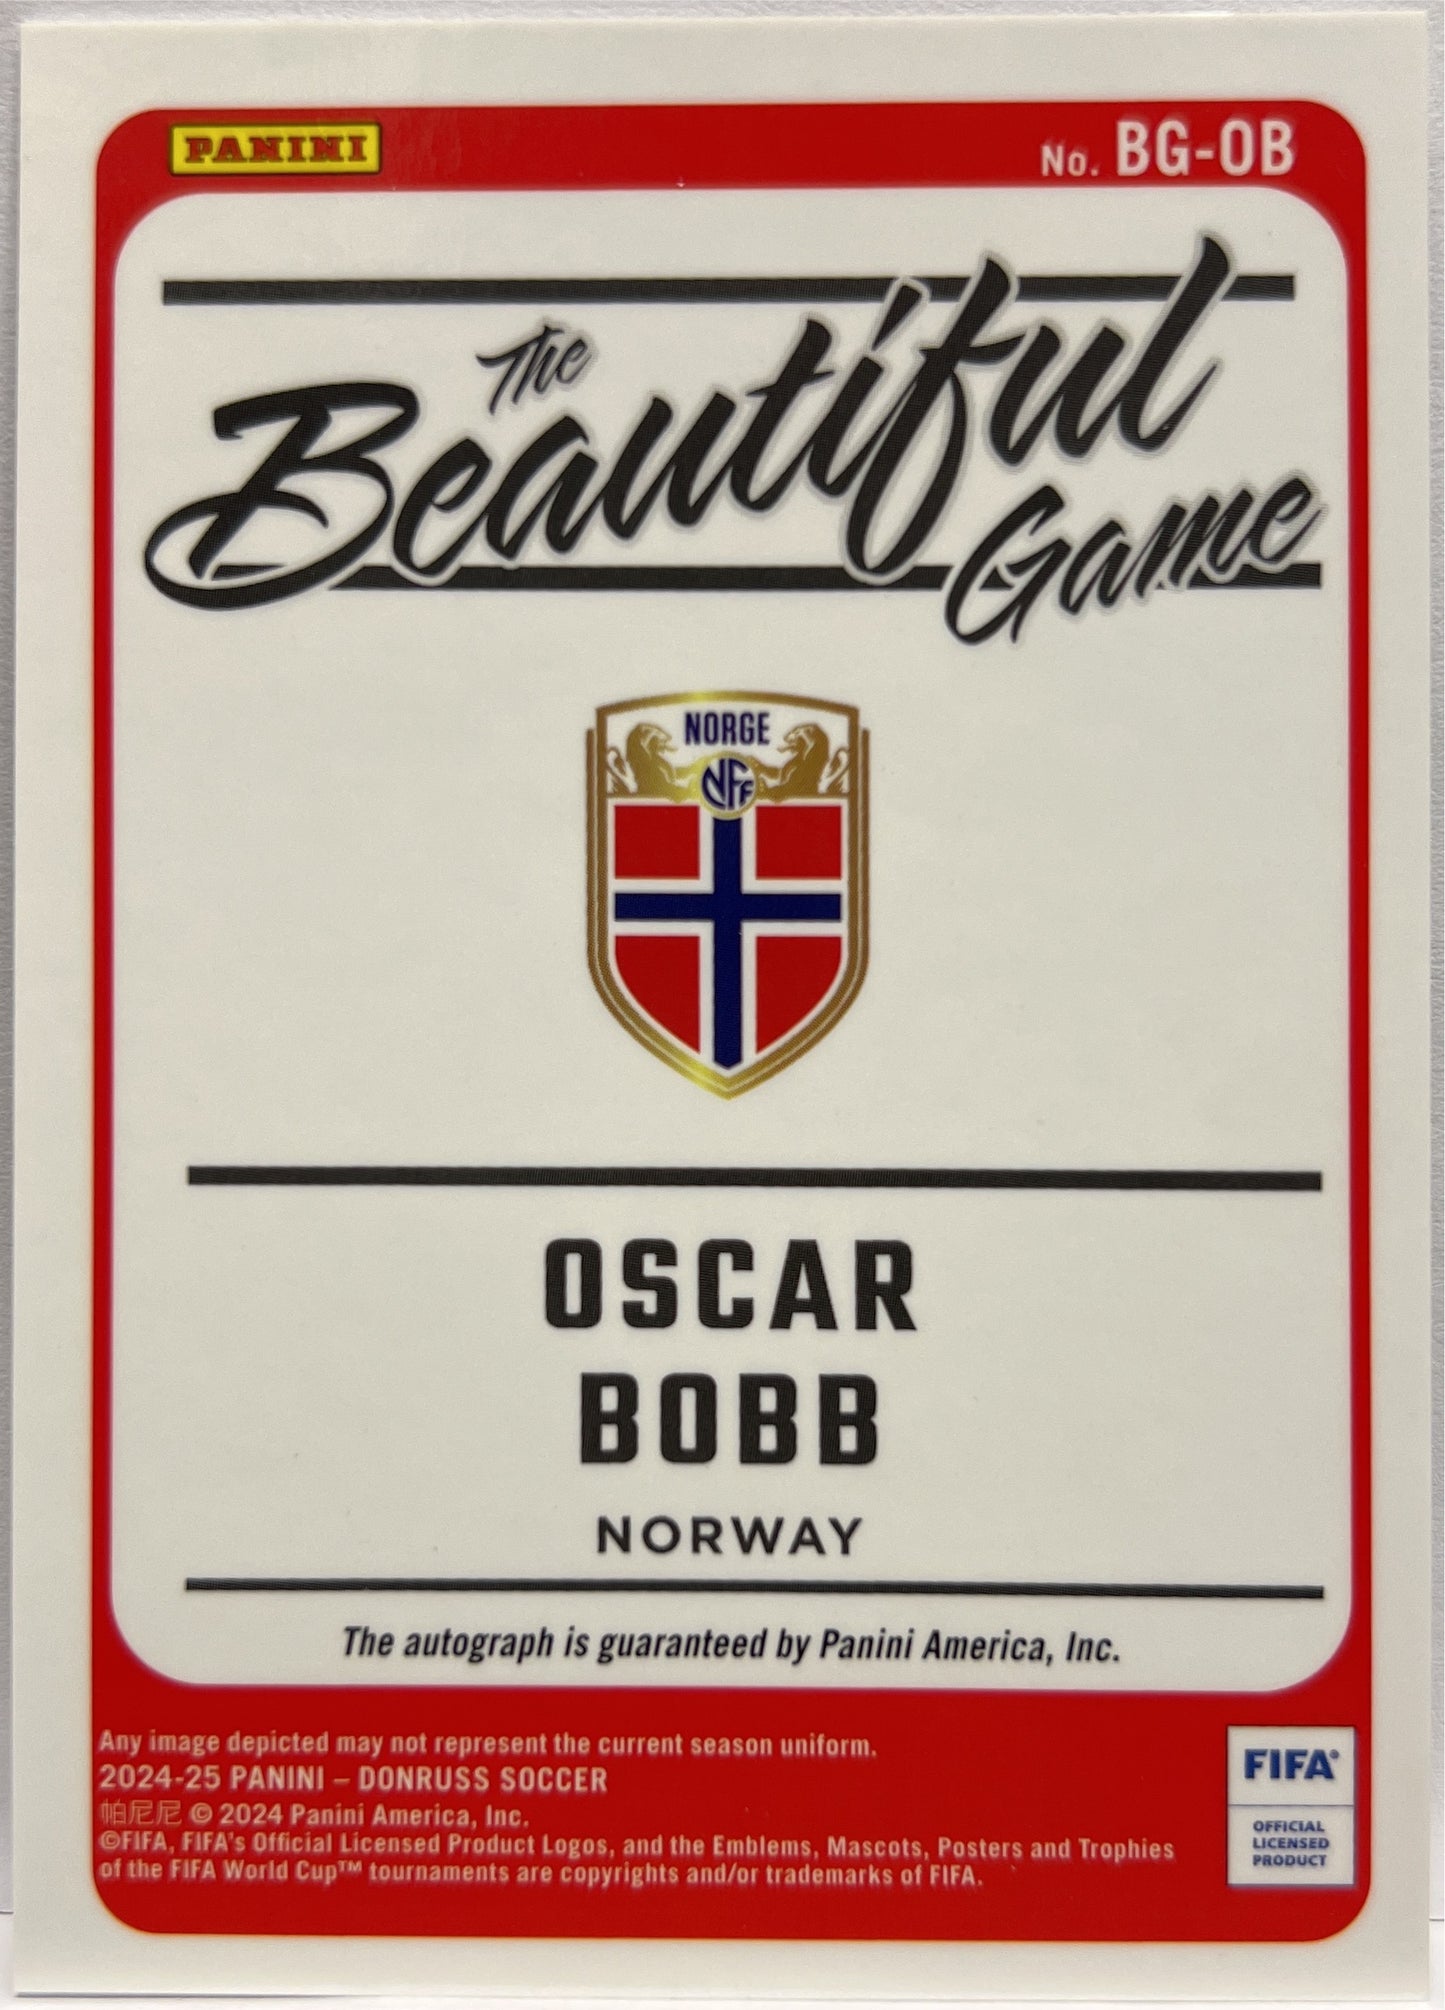 PANINI
No. BG-OB
The
Beautiful
Game
NORGE
NFF
OSCAR
BOBB
NORWAY
The autograph is guaranteed by Panini America, Inc.
Any image depicted may not represent the current season uniform.
2024-25 PANINI – DONRUSS SOCCER
帕尼尼 © 2024 Panini America, Inc.
©FIFA, FIFA's Official Licensed Product Logos, and the Emblems, Mascots, Posters and Trophies
of the FIFA World Cup™ tournaments are copyrights and/or trademarks of FIFA.
FIFA®
OFFICIAL
LICENSED
PRODUCT